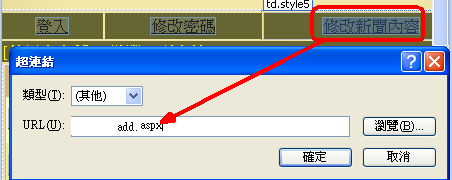 td.style5
登入 修改密碼 修改新聞內容
超連結
類型(T): (其他)
URL(U): add. aspx 瀏覽(B)...
確定 取消